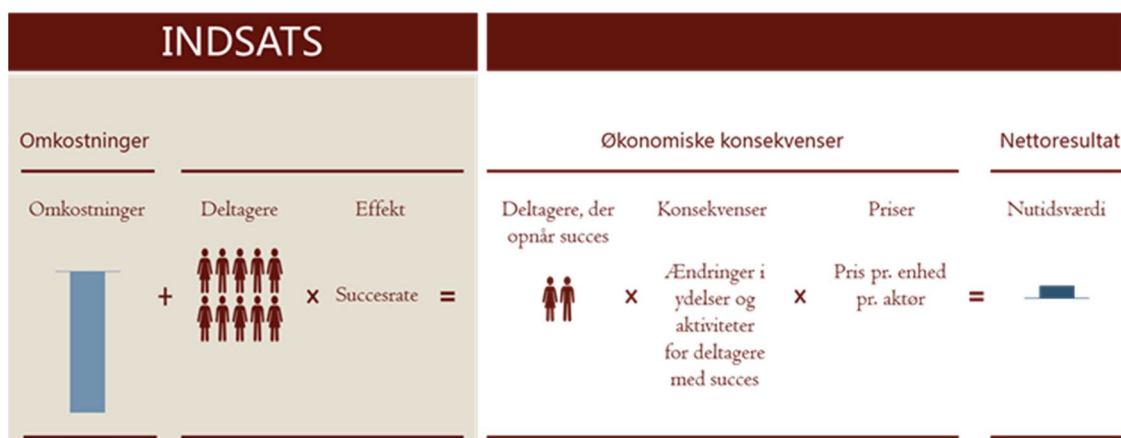 INDSATS
Omkostninger
Økonomiske konsekvenser
Nettoresultat
Omkostninger
Deltagere
Effekt
Deltagere, der
opnår succes
Konsekvenser
Priser
Nutidsværdi
+
x
Succesrate
=
x
Ændringer i
ydelser og
aktiviteter
for deltagere
med succes
x
Pris pr. enhed
pr. aktør
=